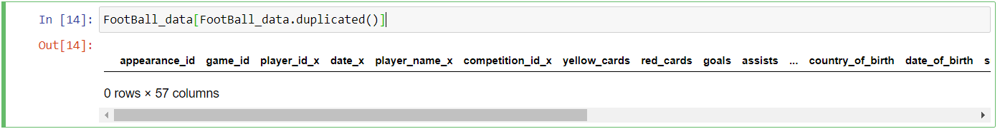 In [14]: FootBall_data[FootBall_data.duplicated()]
Out[14]:
appearance_id game_id player_id_x date_x player_name_x competition_id_x yellow_cards red_cards goals assists ... country_of_birth date_of_birth s
0 rows × 57 columns